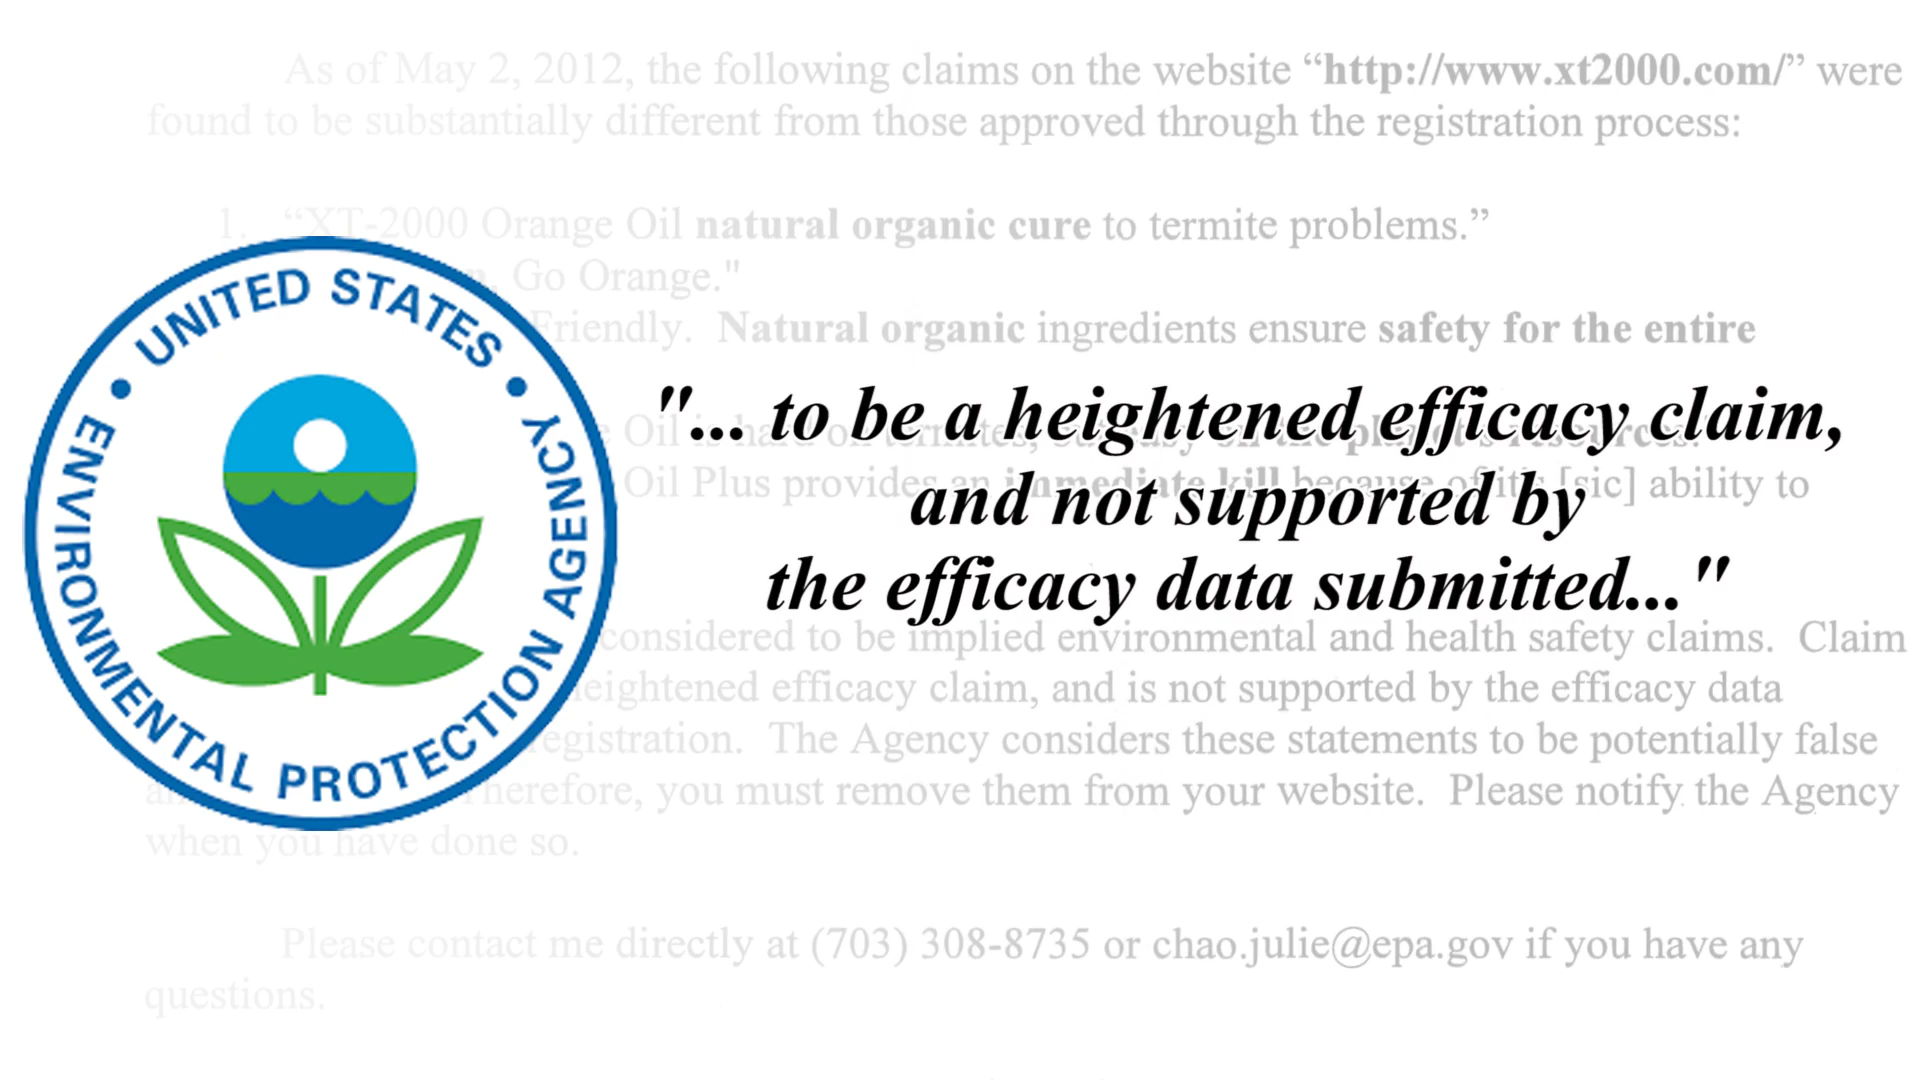 As of May 2, 2012, the following claims on the website “http://www.xt2000.com/” were
found to be substantially different from those approved through the registration process:
1. “XT-2000 Orange Oil natural organic cure to termite problems.”
Go Orange."
Friendly. Natural organic ingredients ensure safety for the entire
UNITED STATES
ENVIRONMENTAL PROTECTION AGENCY
"... to be a heightened efficacy claim,
and not supported by
the efficacy data submitted..."
Oil
Oil Plus provides an immediate kill because of it's [sic] ability to
considered to be implied environmental and health safety claims. Claim
heightened efficacy claim, and is not supported by the efficacy data
registration. The Agency considers these statements to be potentially false
Therefore, you must remove them from your website. Please notify the Agency
when you have done so.
Please contact me directly at (703) 308-8735 or chao.julie@epa.gov if you have any
questions.